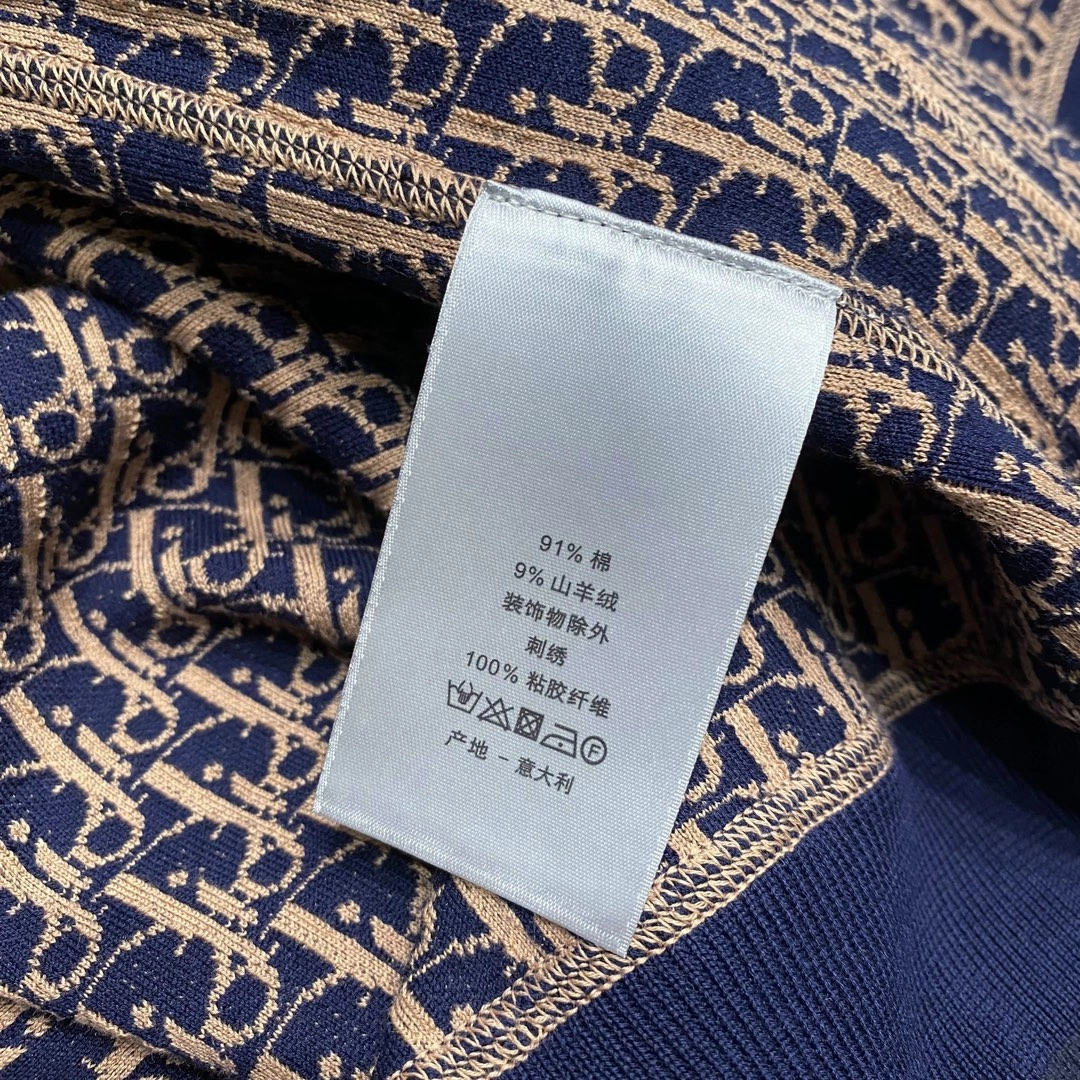 91% 棉
9% 山羊绒
装饰物除外
刺绣
100% 粘胶纤维
F
产地 - 意大利